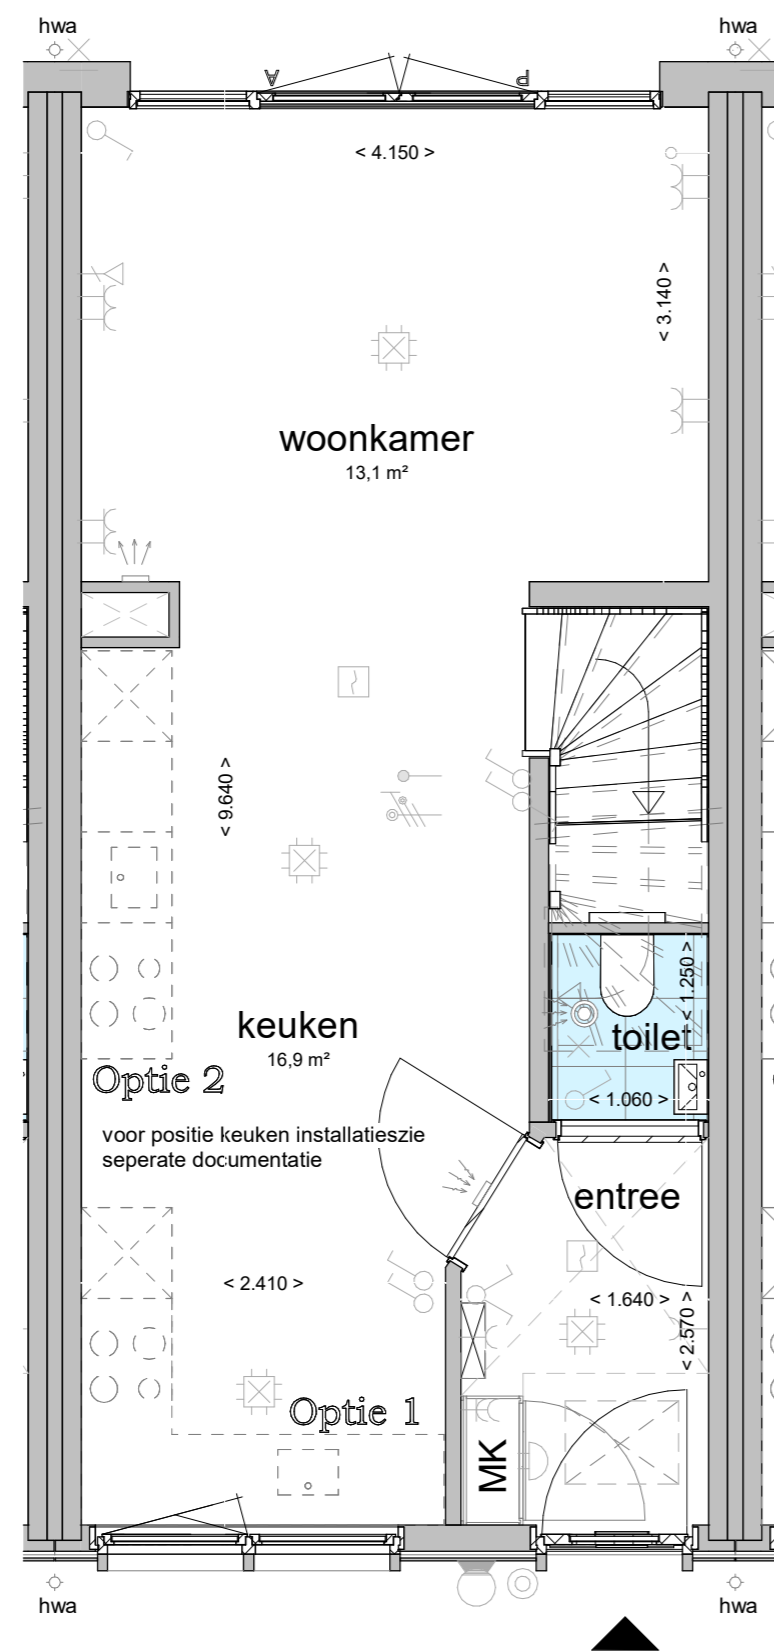 hwa
hwa
A
P
< 4.150 >
< 3.140 >
woonkamer
13,1 m²
< 9.640 >
< 1.250 >
keuken
16,9 m²
toilet
Optie 2
< 1.060 >
voor positie keuken installatieszie
seperate documentatie
entree
< 2.410 >
< 1.640 >
< 2.570 >
Optie 1
MK
hwa
hwa